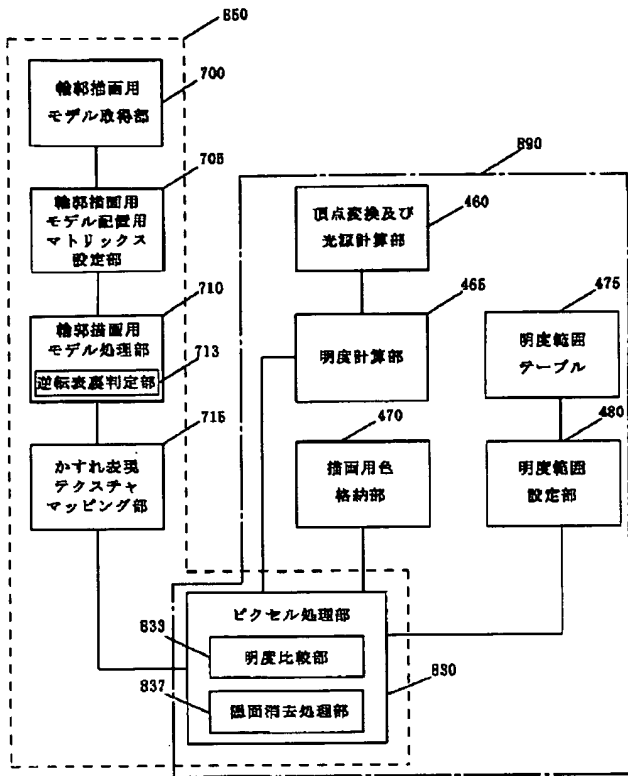 850
輪郭描画用
モデル取得部
700
705
輪郭描画用
モデル配置用
マトリックス
設定部
710
輪郭描画用
モデル処理部
713
逆転表裏判定部
715
かすれ表現
テクスチャ
マッピング部
890
頂点変換及び
光源計算部
460
465
明度計算部
475
明度範囲
テーブル
470
描画用色
格納部
480
明度範囲
設定部
ピクセル処理部
833
明度比較部
837
隠面消去処理部
830